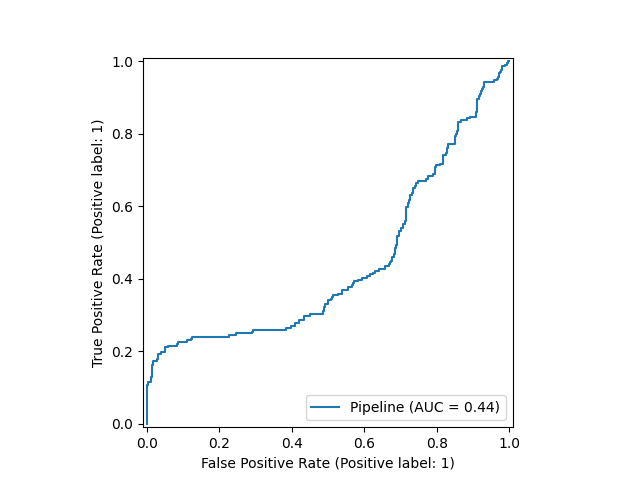 True Positive Rate (Positive label: 1)
1.0
0.8
0.6
0.4
0.2
0.0
Pipeline (AUC = 0.44)
0.0 0.2 0.4 0.6 0.8 1.0
False Positive Rate (Positive label: 1)